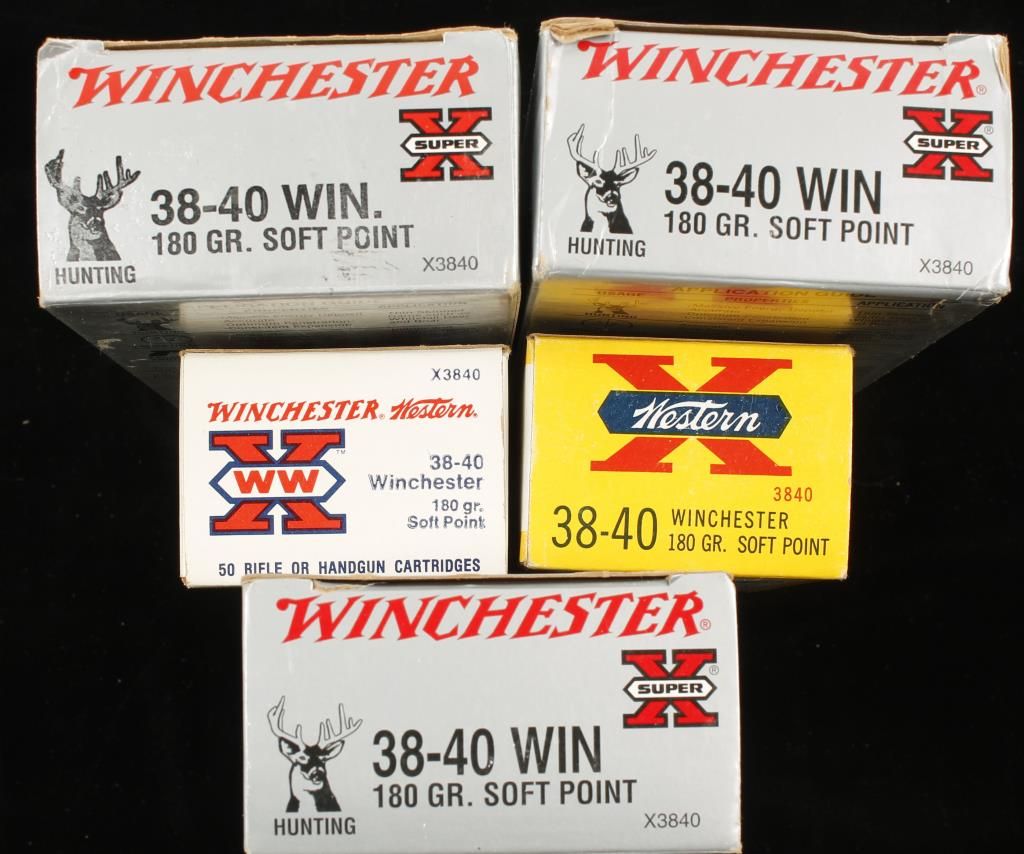 WINCHESTER
X
SUPER
38-40 WIN.
180 GR. SOFT POINT
HUNTING
X3840
WINCHESTER®
X®
SUPER
38-40 WIN
180 GR. SOFT POINT
HUNTING
X3840
X3840
WINCHESTER® Western®
X™
WW
38-40
Winchester
180 gr.
Soft Point
50 RIFLE OR HANDGUN CARTRIDGES
X
Western
3840
38-40 WINCHESTER
180 GR. SOFT POINT
WINCHESTER®
X®
SUPER
38-40 WIN
180 GR. SOFT POINT
HUNTING
X3840